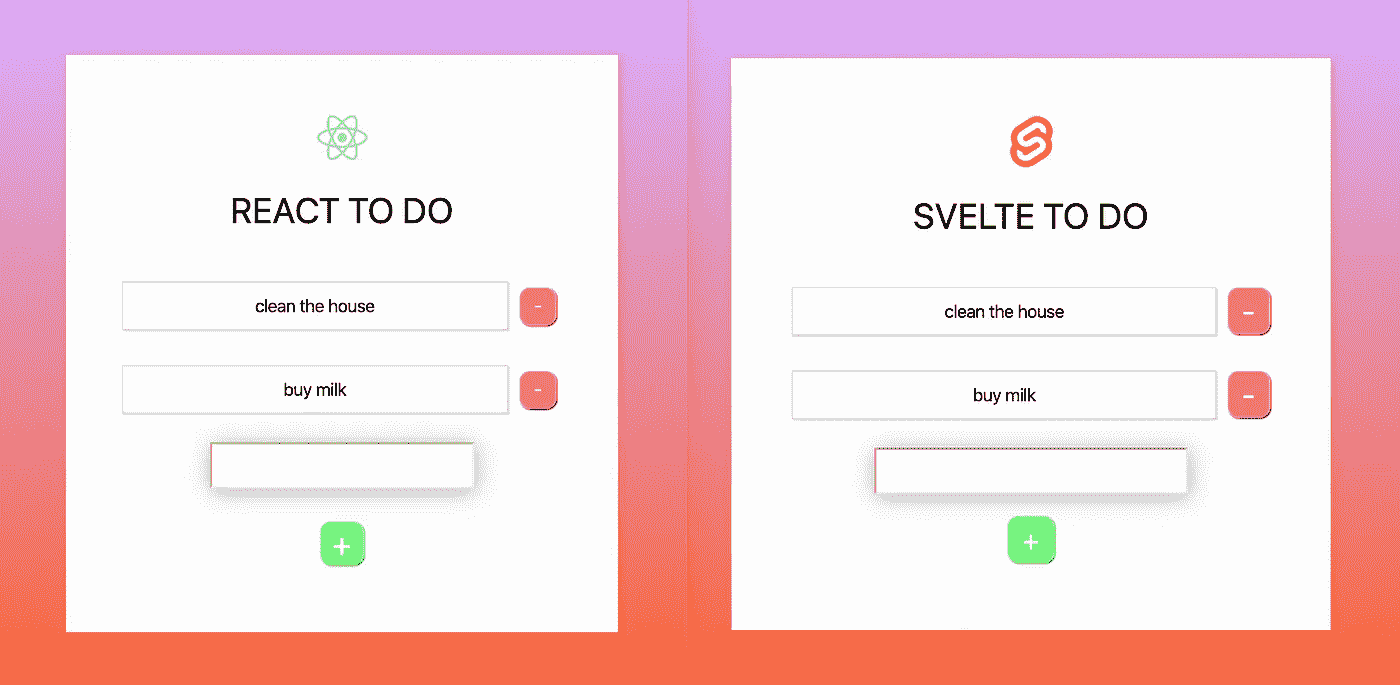 REACT TO DO
clean the house
-
buy milk
-
+
SVELTE TO DO
clean the house
-
buy milk
-
+